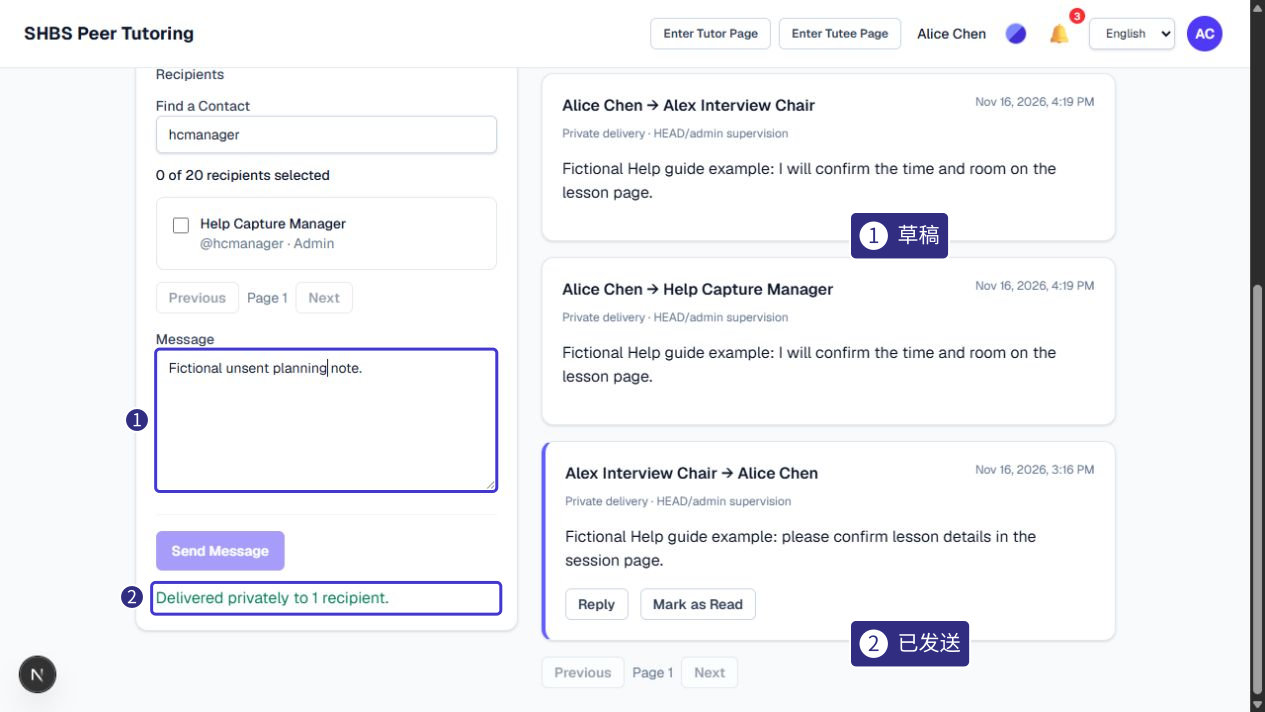 SHBS Peer Tutoring
Enter Tutor Page
Enter Tutee Page
Alice Chen
3
English
AC
Recipients
Find a Contact
hcmanager
0 of 20 recipients selected
Help Capture Manager
@hcmanager · Admin
Previous
Page 1
Next
Message
Fictional unsent planning note.
1
Send Message
2
Delivered privately to 1 recipient.
N
Alice Chen → Alex Interview Chair
Nov 16, 2026, 4:19 PM
Private delivery · HEAD/admin supervision
Fictional Help guide example: I will confirm the time and room on the
lesson page.
1 草稿
Alice Chen → Help Capture Manager
Nov 16, 2026, 4:19 PM
Private delivery · HEAD/admin supervision
Fictional Help guide example: I will confirm the time and room on the
lesson page.
Alex Interview Chair → Alice Chen
Nov 16, 2026, 3:16 PM
Private delivery · HEAD/admin supervision
Fictional Help guide example: please confirm lesson details in the
session page.
Reply
Mark as Read
2 已发送
Previous
Page 1
Next